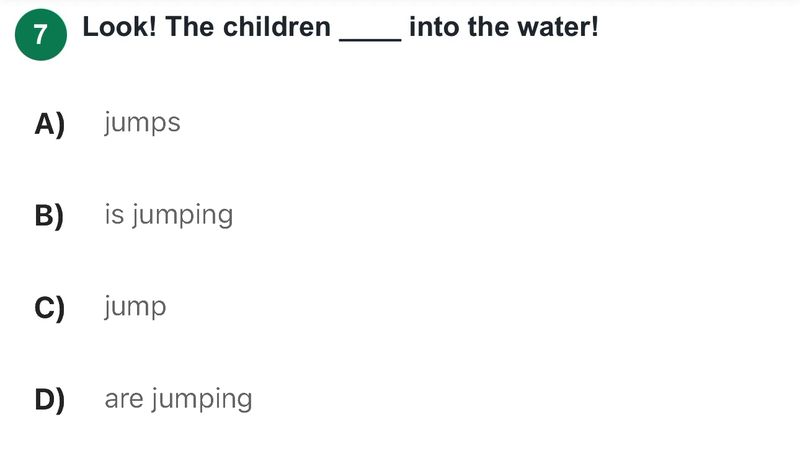 7 Look! The children ____ into the water!
A) jumps
B) is jumping
C) jump
D) are jumping